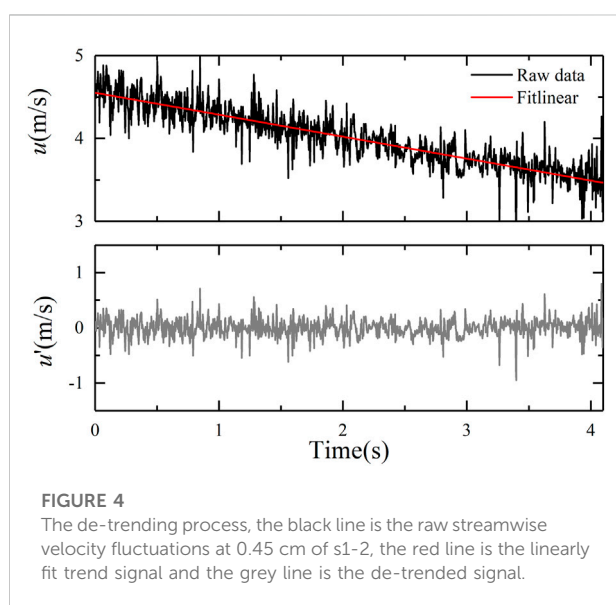 5
Raw data
Fitlinear
4
u(m/s)
3
1
0
u'(m/s)
-1
0 1 2 3 4
Time(s)
FIGURE 4
The de-trending process, the black line is the raw streamwise
velocity fluctuations at 0.45 cm of s1-2, the red line is the linearly
fit trend signal and the grey line is the de-trended signal.